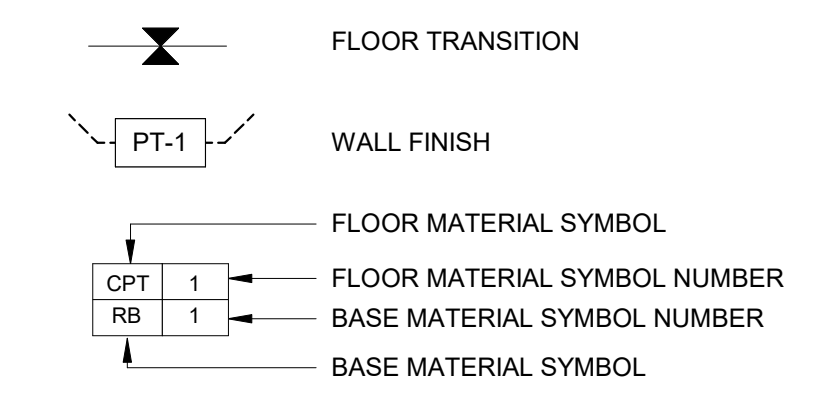 FLOOR TRANSITION
PT-1 WALL FINISH
FLOOR MATERIAL SYMBOL
CPT 1 FLOOR MATERIAL SYMBOL NUMBER
RB 1 BASE MATERIAL SYMBOL NUMBER
BASE MATERIAL SYMBOL